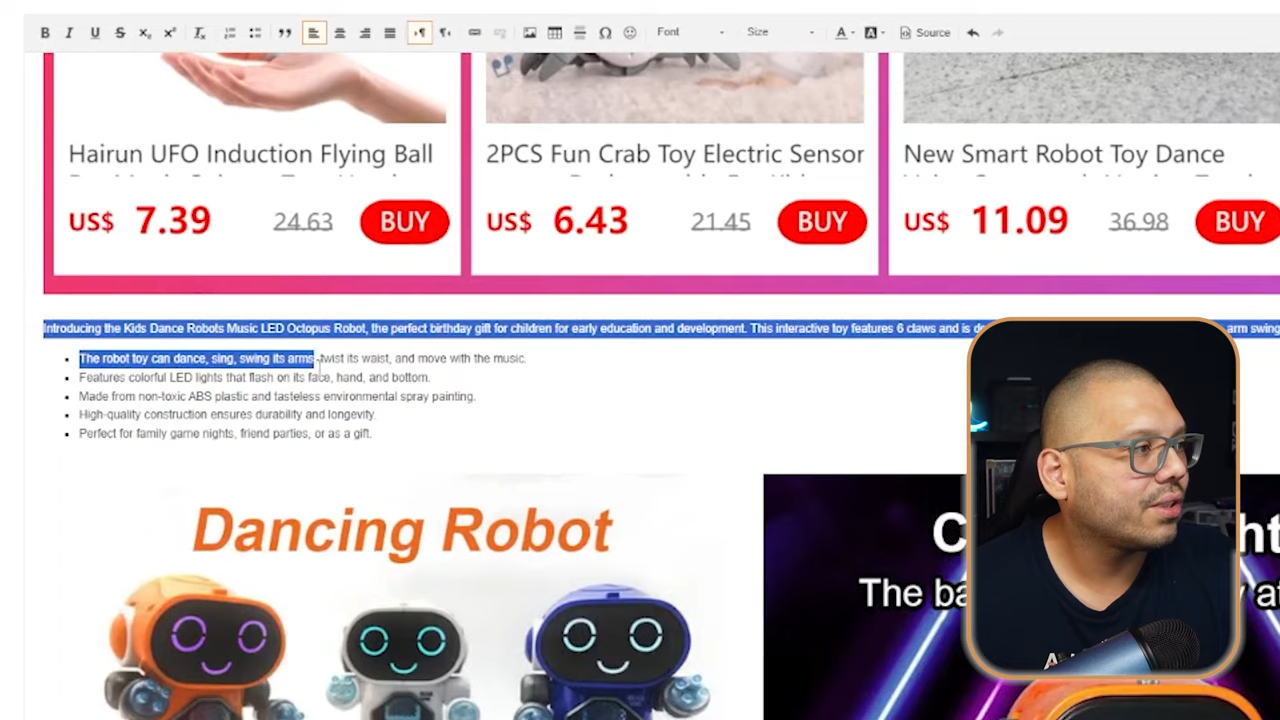 B I U S x₂ x² Tx Font Size A A Source
Hairun UFO Induction Flying Ball
2PCS Fun Crab Toy Electric Sensor
New Smart Robot Toy Dance
US$ 7.39 24.63 BUY
US$ 6.43 21.45 BUY
US$ 11.09 36.98 BUY
Introducing the Kids Dance Robots Music LED Octopus Robot, the perfect birthday gift for children for early education and development. This interactive toy features 6 claws and is arm swing
The robot toy can dance, sing, swing its arms, twist its waist, and move with the music.
Features colorful LED lights that flash on its face, hand, and bottom.
Made from non-toxic ABS plastic and tasteless environmental spray painting.
High-quality construction ensures durability and longevity.
Perfect for family game nights, friend parties, or as a gift.
Dancing Robot
The